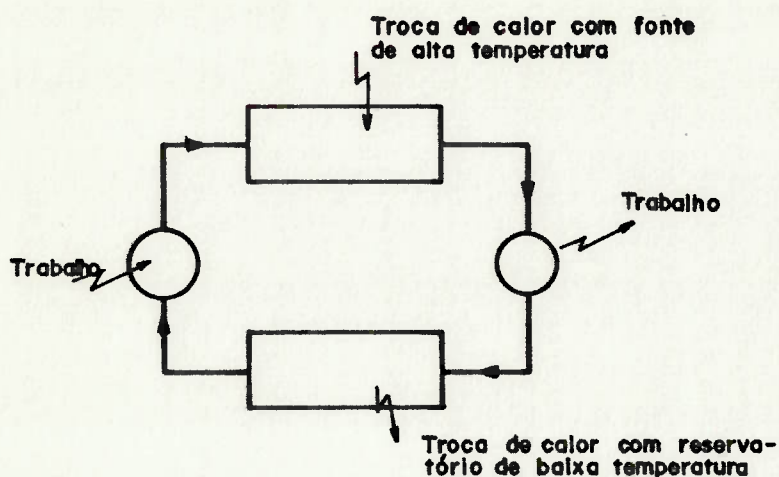 Troca de calor com fonte
de alta temperatura
Trabalho
Trabalho
Troca de calor com reserva-
tório de baixa temperatura